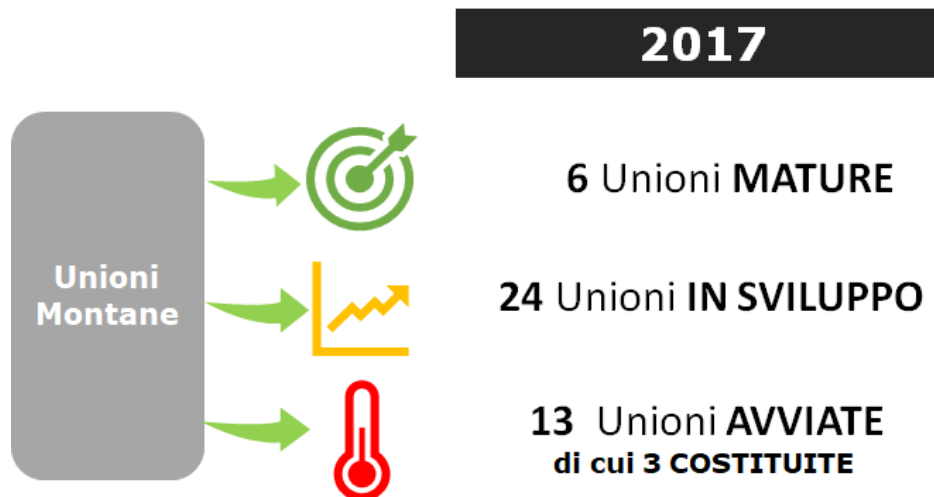 2017
Unioni
Montane
6 Unioni MATURE
24 Unioni IN SVILUPPO
13 Unioni AVVIATE
di cui 3 COSTITUITE